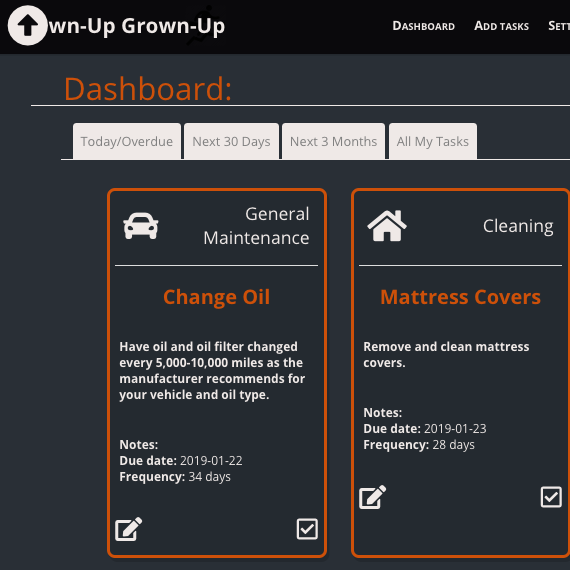 wn-Up Grown-Up
Dashboard Add tasks Sett
Dashboard:
Today/Overdue Next 30 Days Next 3 Months All My Tasks
General
Maintenance
Change Oil
Have oil and oil filter changed
every 5,000-10,000 miles as the
manufacturer recommends for
your vehicle and oil type.
Notes:
Due date: 2019-01-22
Frequency: 34 days
Cleaning
Mattress Covers
Remove and clean mattress
covers.
Notes:
Due date: 2019-01-23
Frequency: 28 days